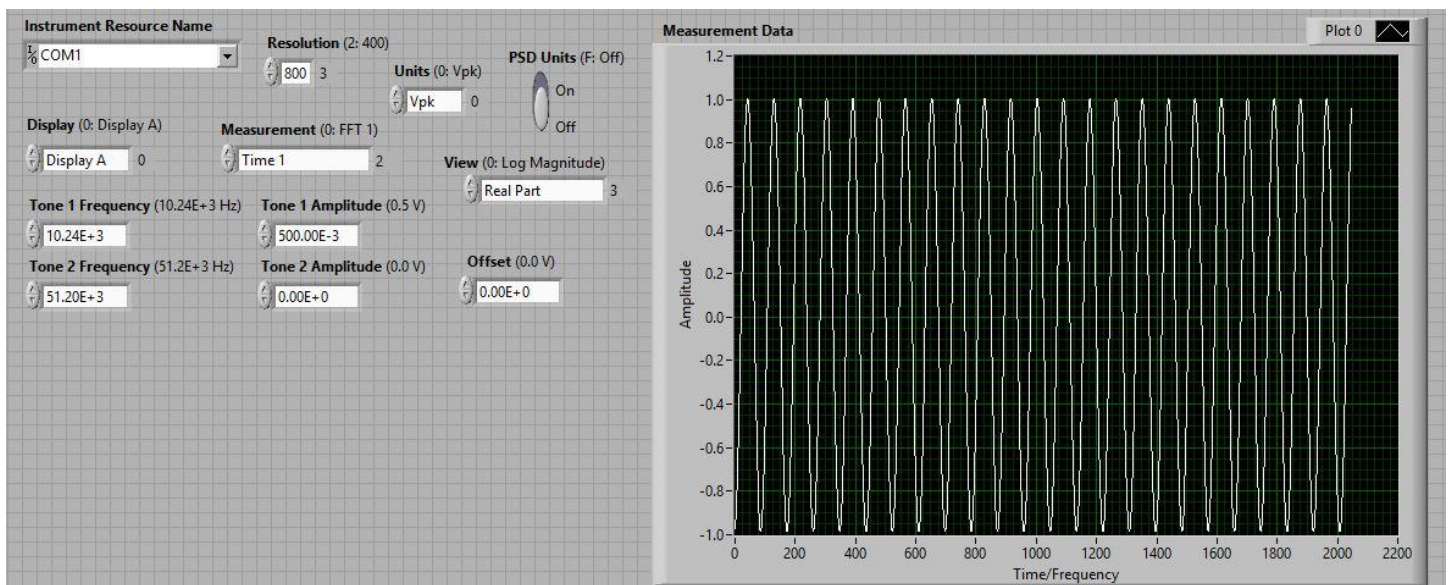 Instrument Resource Name
COM1
Resolution (2: 400)
800 3
Units (0: Vpk)
Vpk 0
PSD Units (F: Off)
On
Off
Display (0: Display A)
Display A 0
Measurement (0: FFT 1)
Time 1 2
View (0: Log Magnitude)
Real Part 3
Tone 1 Frequency (10.24E+3 Hz)
10.24E+3
Tone 1 Amplitude (0.5 V)
500.00E-3
Tone 2 Frequency (51.2E+3 Hz)
51.20E+3
Tone 2 Amplitude (0.0 V)
0.00E+0
Offset (0.0 V)
0.00E+0
Measurement Data
Plot 0
1.2
1.0
0.8
0.6
0.4
0.2
0.0
-0.2
-0.4
-0.6
-0.8
-1.0
Amplitude
0 200 400 600 800 1000 1200 1400 1600 1800 2000 2200
Time/Frequency